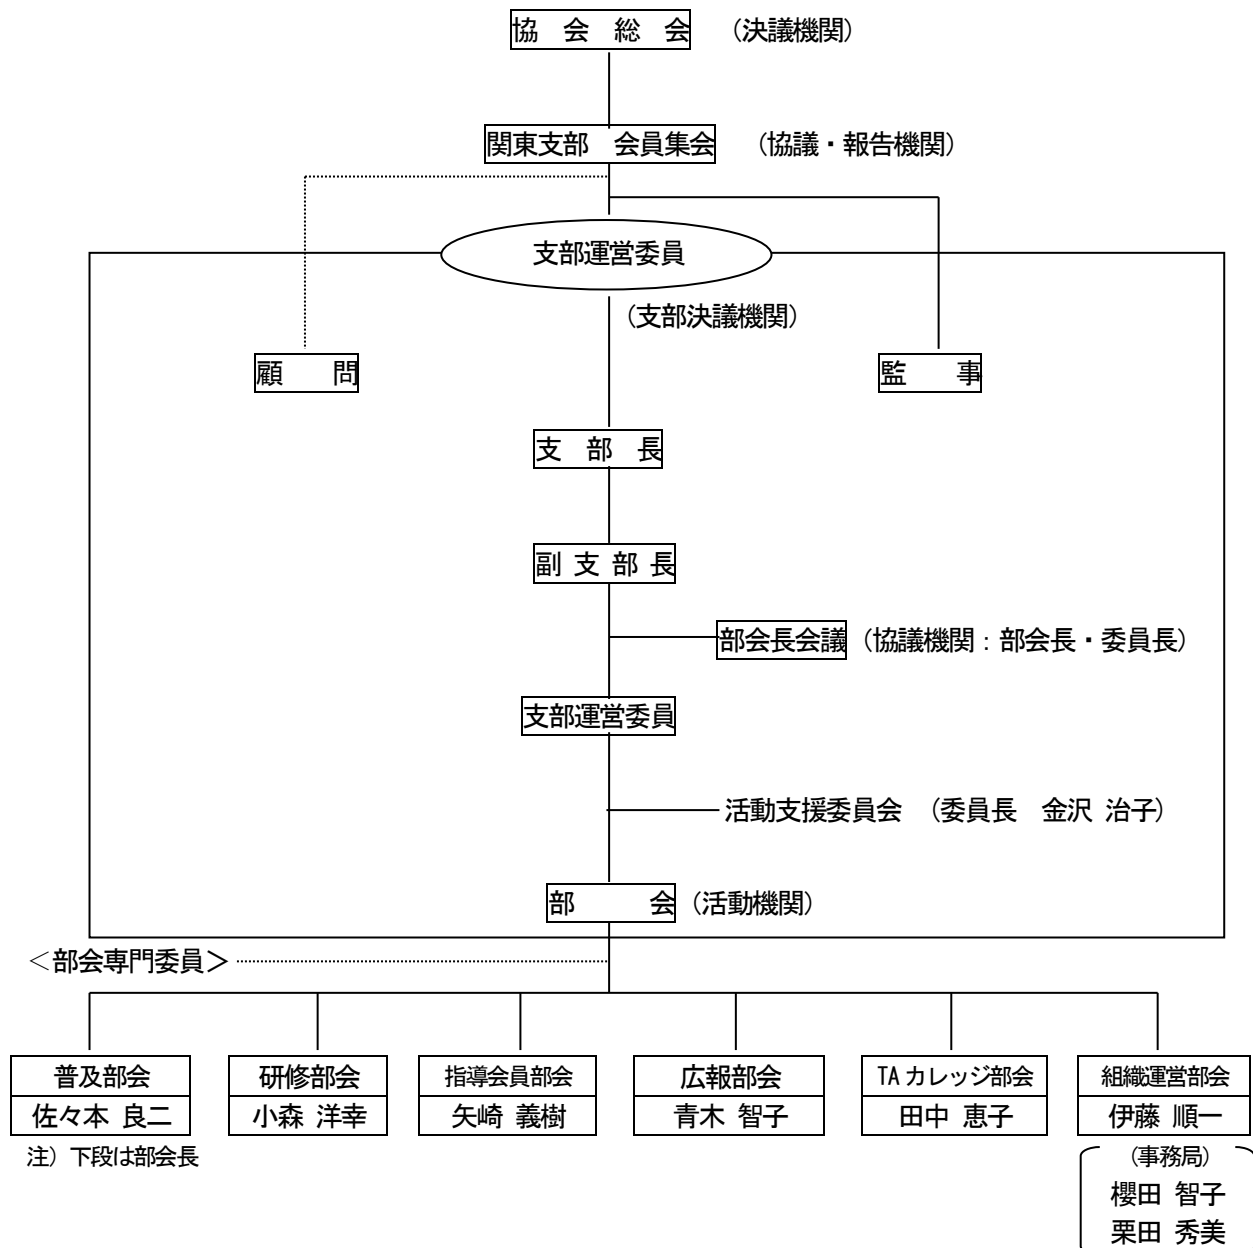 協　会　総　会　（決議機関）
関東支部　会員集会　（協議・報告機関）
支部運営委員
（支部決議機関）
顧　問　監　事
支　部　長
副 支 部 長
部会長会議（協議機関：部会長・委員長）
支部運営委員
活動支援委員会　（委員長　金沢 治子）
部　　会（活動機関）
＜部会専門委員＞
普及部会　研修部会　指導会員部会　広報部会　TAカレッジ部会　組織運営部会
佐々本 良二　小森 洋幸　矢崎 義樹　青木 智子　田中 恵子　伊藤 順一
注）下段は部会長　（事務局）
櫻田 智子
栗田 秀美